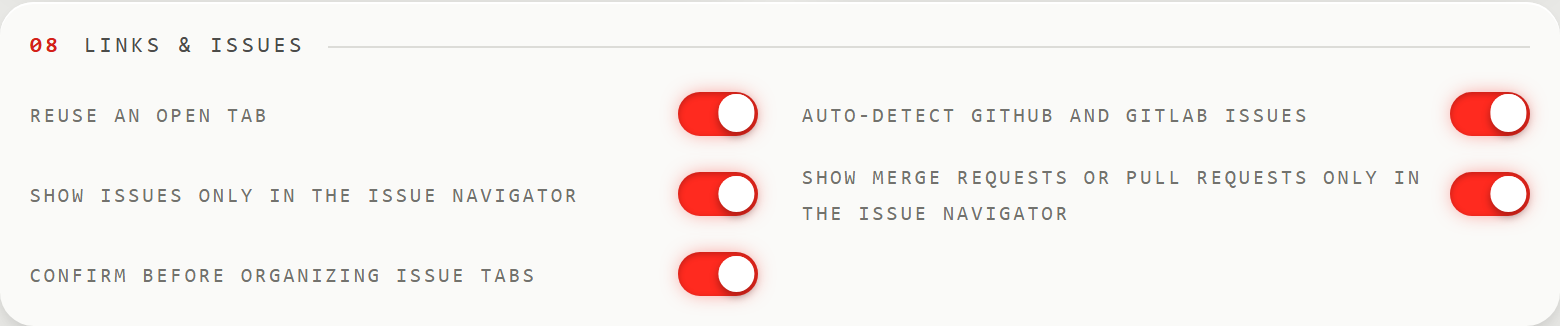 08 LINKS & ISSUES
REUSE AN OPEN TAB
AUTO-DETECT GITHUB AND GITLAB ISSUES
SHOW ISSUES ONLY IN THE ISSUE NAVIGATOR
SHOW MERGE REQUESTS OR PULL REQUESTS ONLY IN
THE ISSUE NAVIGATOR
CONFIRM BEFORE ORGANIZING ISSUE TABS